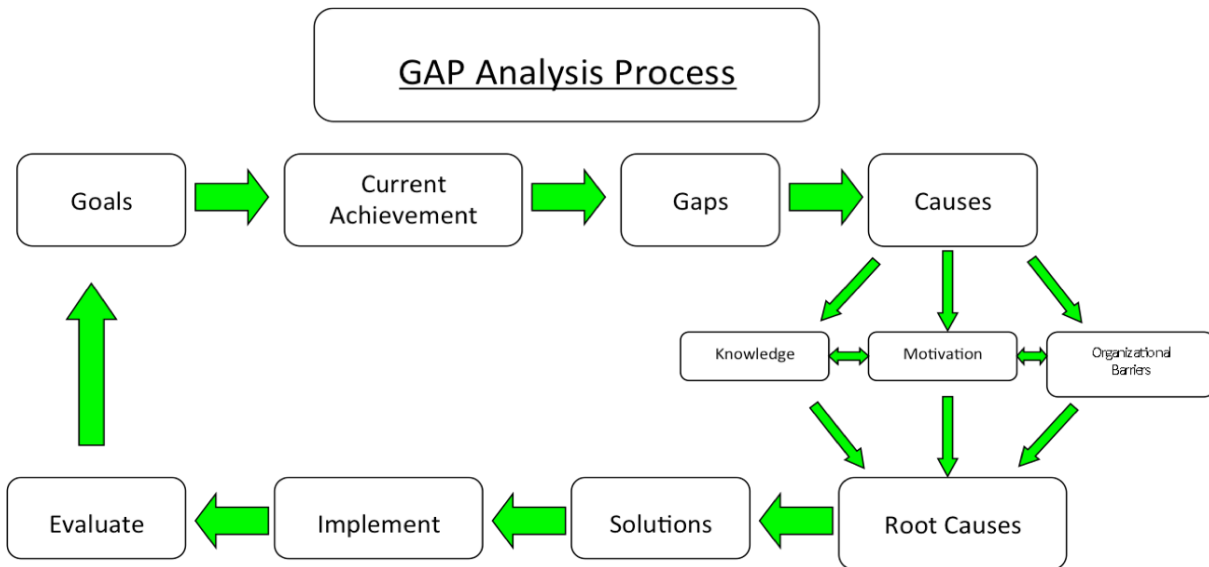 GAP Analysis Process
Goals
Current
Achievement
Gaps
Causes
Knowledge
Motivation
Organizational
Barriers
Evaluate
Implement
Solutions
Root Causes